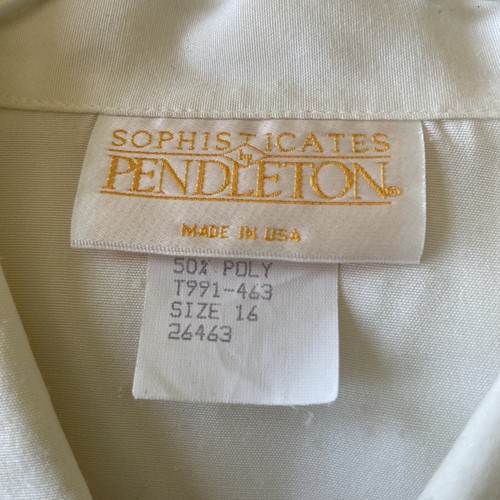 SOPHISTICATES
by
PENDLETON®
MADE IN USA
50% POLY
T991-463
SIZE 16
26463